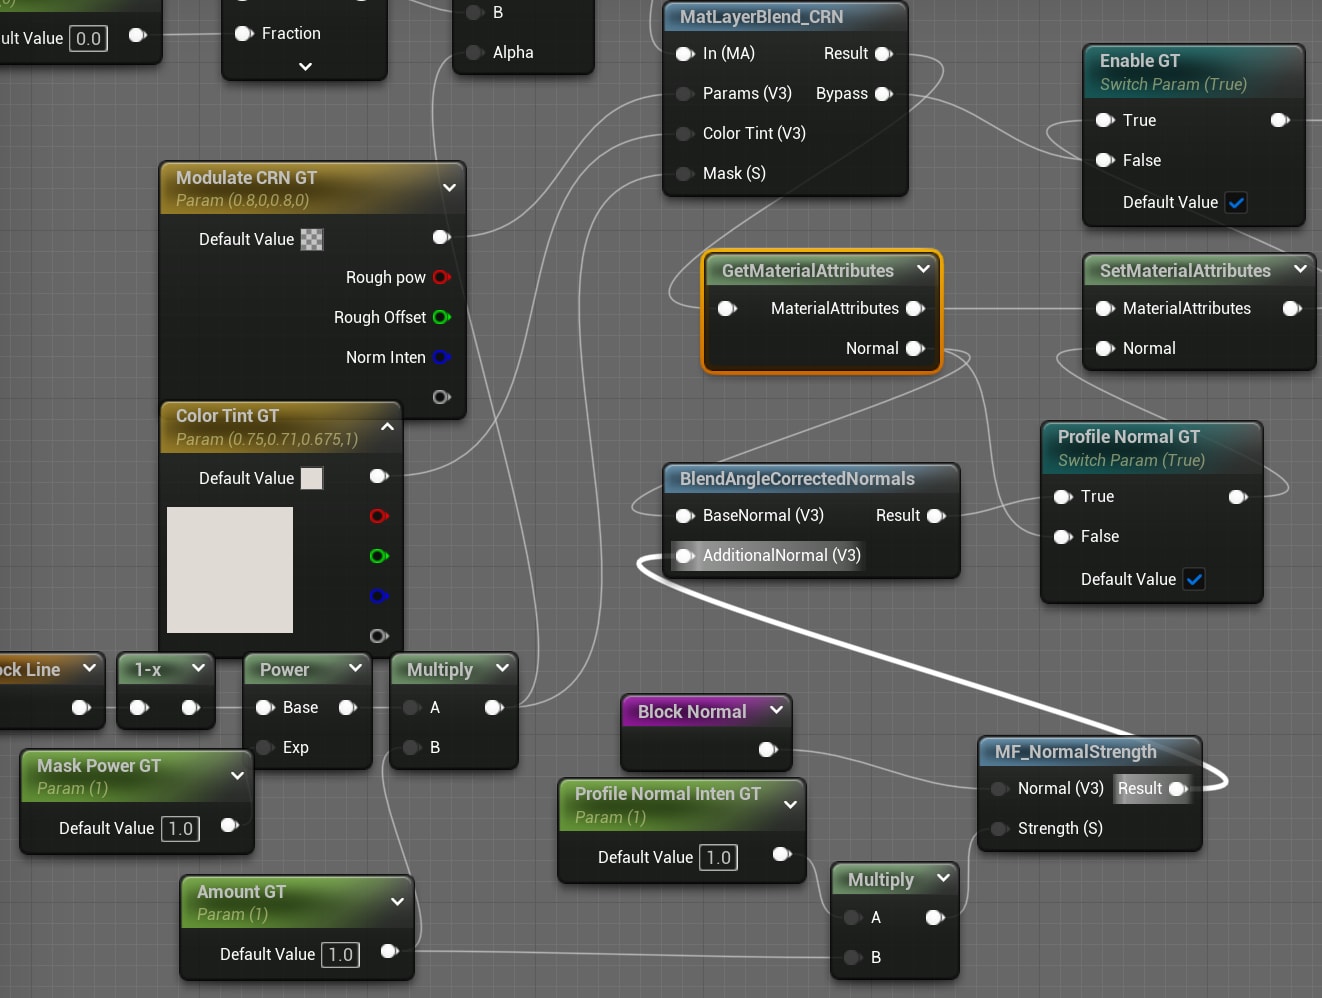 ult Value 0.0
Fraction
B
Alpha
MatLayerBlend_CRN
In (MA)
Result
Params (V3)
Bypass
Color Tint (V3)
Mask (S)
Enable GT
Switch Param (True)
True
False
Default Value
Modulate CRN GT
Param (0.8,0,0.8,0)
Default Value
Rough pow
Rough Offset
Norm Inten
GetMaterialAttributes
MaterialAttributes
Normal
SetMaterialAttributes
MaterialAttributes
Normal
Color Tint GT
Param (0.75,0.71,0.675,1)
Default Value
Profile Normal GT
Switch Param (True)
True
False
Default Value
BlendAngleCorrectedNormals
BaseNormal (V3)
Result
AdditionalNormal (V3)
ock Line
1-x
Power
Base
Exp
Multiply
A
B
Mask Power GT
Param (1)
Default Value 1.0
Block Normal
MF_NormalStrength
Normal (V3)
Result
Strength (S)
Profile Normal Inten GT
Param (1)
Default Value 1.0
Amount GT
Param (1)
Default Value 1.0
Multiply
A
B